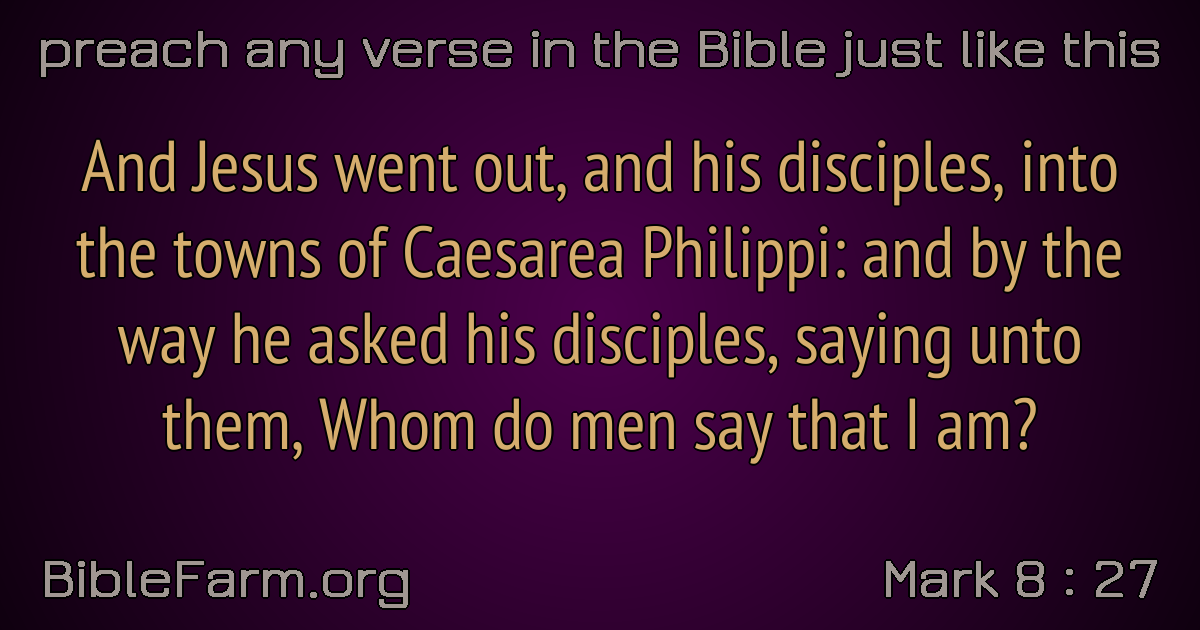 preach any verse in the Bible just like this
And Jesus went out, and his disciples, into
the towns of Caesarea Philippi: and by the
way he asked his disciples, saying unto
them, Whom do men say that I am?
BibleFarm.org
Mark 8 : 27